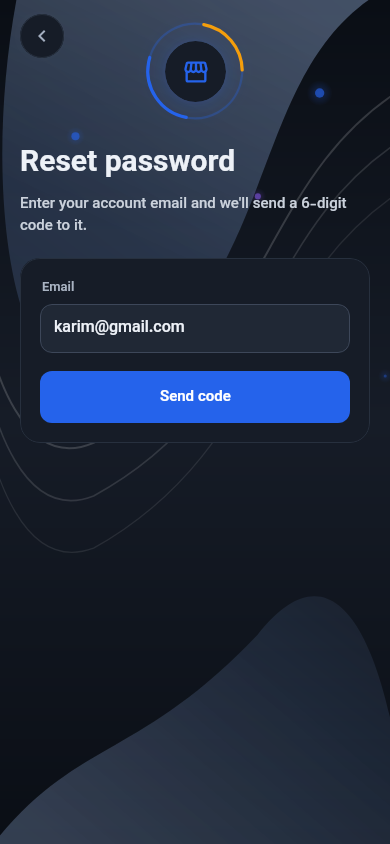 Reset password
Enter your account email and we'll send a 6-digit
code to it.
Email
karim@gmail.com
Send code